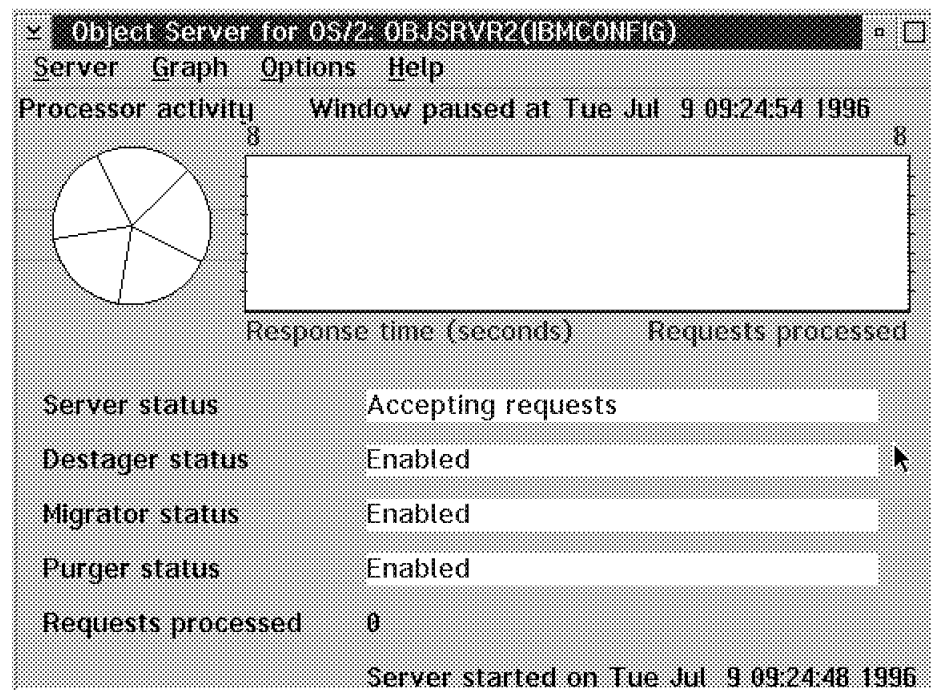 Object Server for OS/2: OBJSRVR2(IBMCONFIG)
Server Graph Options Help
Processor activity Window paused at Tue Jul 9 09:24:54 1996
8 8
Response time (seconds) Requests processed
Server status Accepting requests
Destager status Enabled
Migrator status Enabled
Purger status Enabled
Requests processed 0
Server started on Tue Jul 9 09:24:48 1996